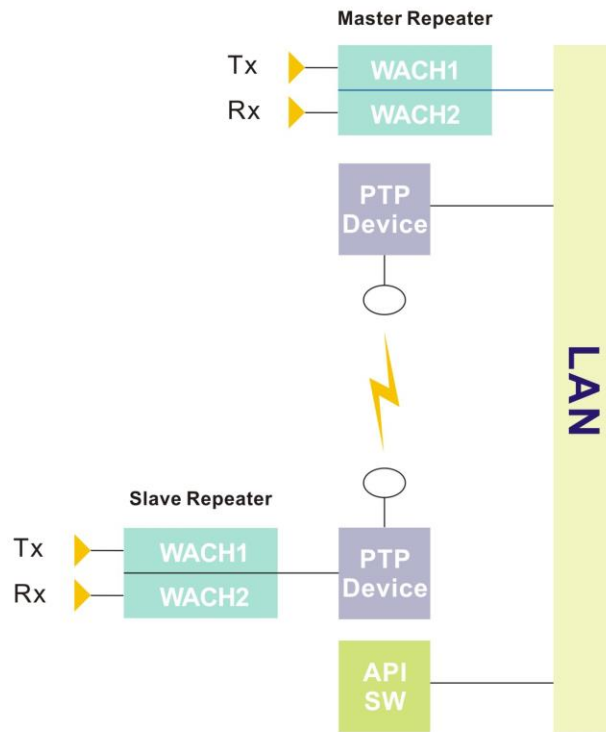 Master Repeater
Tx
WACH1
Rx
WACH2
PTP
Device
LAN
Slave Repeater
Tx
WACH1
Rx
WACH2
PTP
Device
API
SW